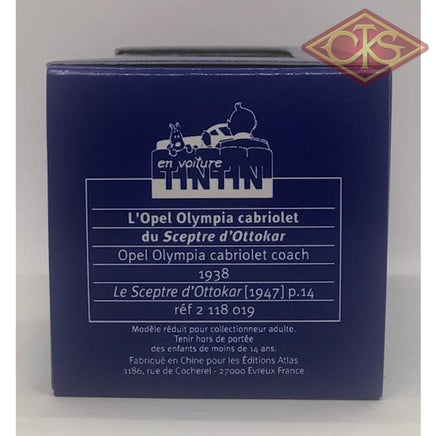 CTS
en voiture
TINTIN
L'Opel Olympia cabriolet
du Sceptre d'Ottokar
Opel Olympia cabriolet coach
1938
Le Sceptre d'Ottokar [1947] p.14
réf 2 118 019
Modèle réduit pour collectionneur adulte.
Tenir hors de portée
des enfants de moins de 14 ans.
Fabriqué en Chine pour les Éditions Atlas
1186, rue de Cocherel - 27000 Evreux France